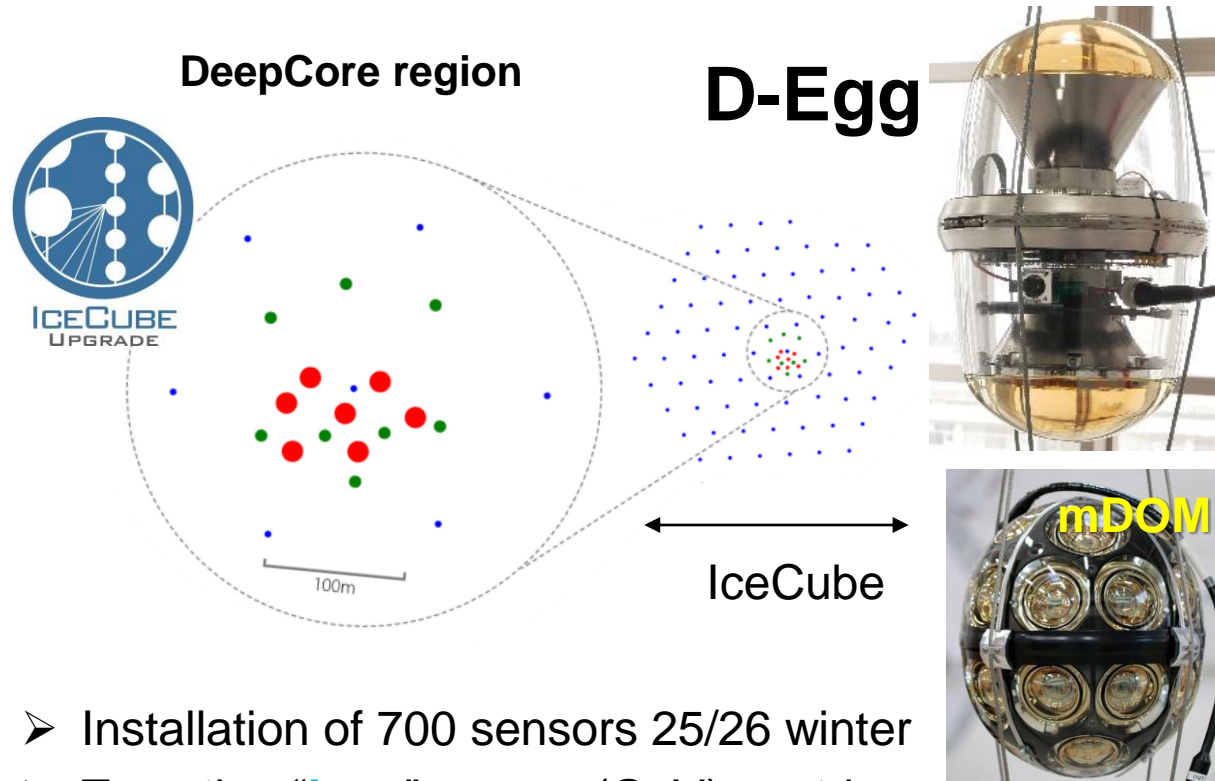 DeepCore region
D-Egg
ICECUBE
UPGRADE
100m
mDOM
IceCube
➢ Installation of 700 sensors 25/26 winter